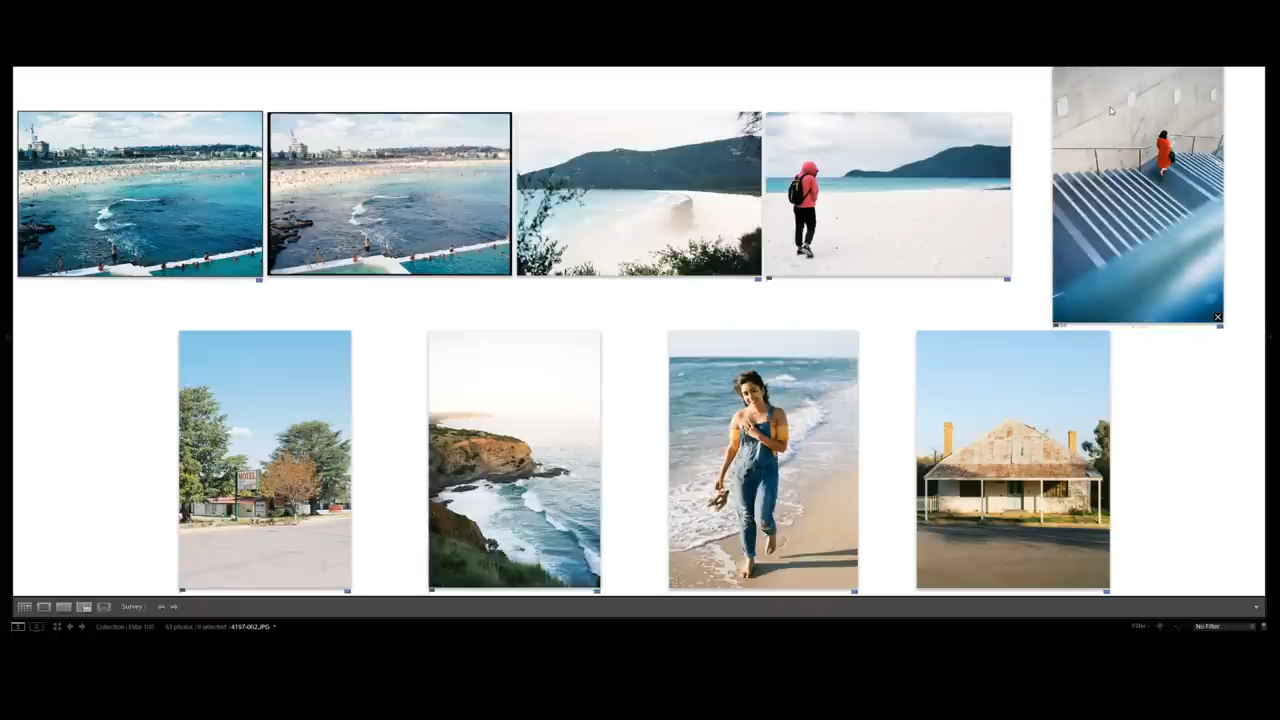 MOTEL
Survey
Collection : Ektar 100 63 photos / 9 selected / 4197-002.JPG
Filter : No Filter